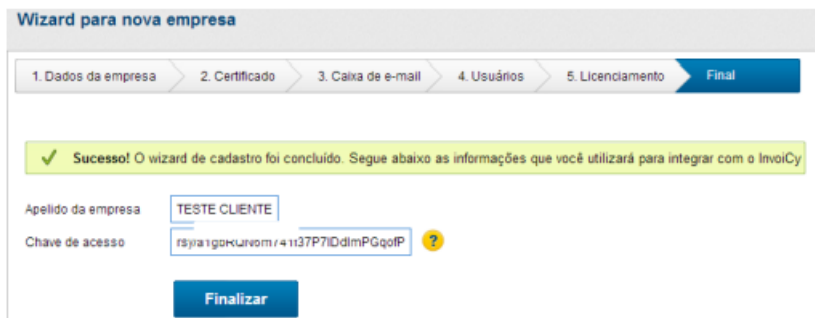 Wizard para nova empresa
1. Dados da empresa 2. Certificado 3. Caixa de e-mail 4. Usuários 5. Licenciamento Final
Sucesso! O wizard de cadastro foi concluído. Segue abaixo as informações que você utilizará para integrar com o InvoiCy
Apelido da empresa TESTE CLIENTE
Chave de acesso ?
Finalizar